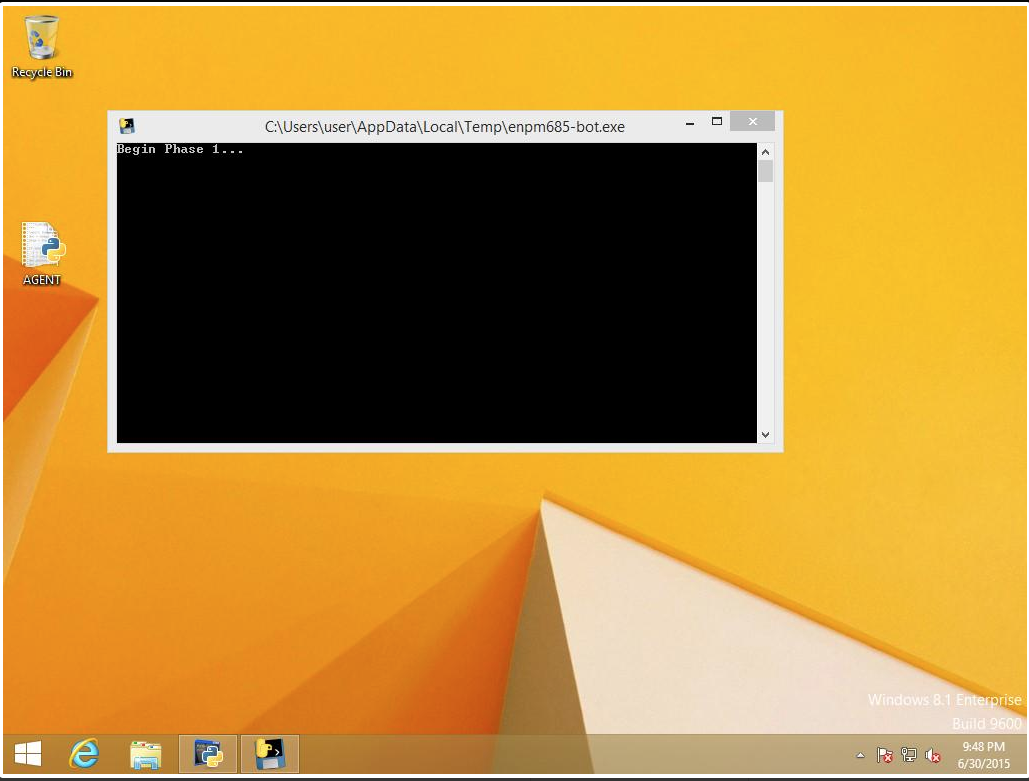 Recycle Bin
C:\Users\user\AppData\Local\Temp\enpm685-bot.exe
Begin Phase 1...
AGENT
Windows 8.1 Enterprise
Build 9600
9:48 PM
6/30/2015